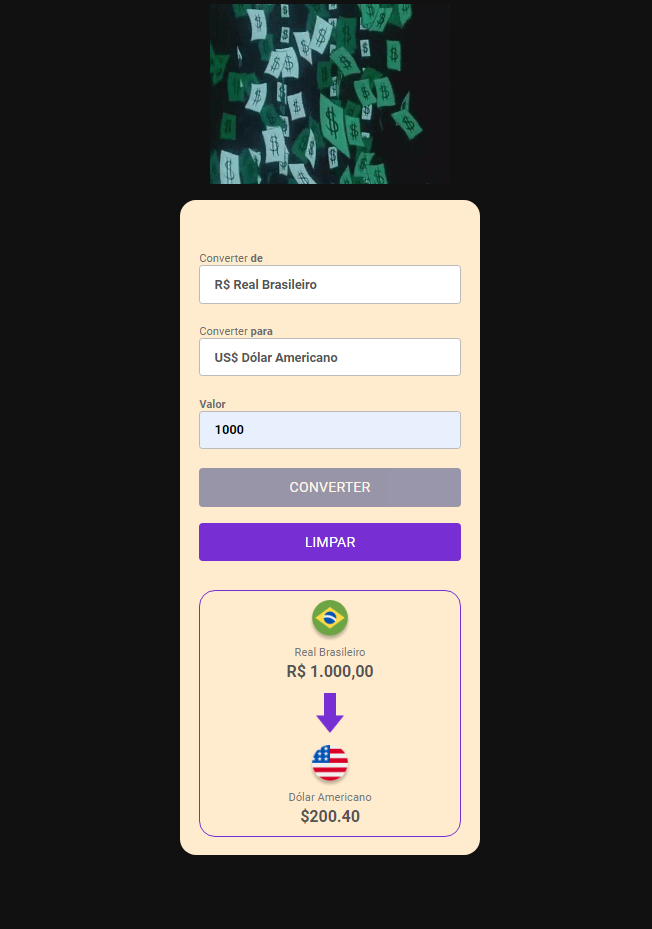 Converter de
R$ Real Brasileiro
Converter para
US$ Dólar Americano
Valor
1000
CONVERTER
LIMPAR
Real Brasileiro
R$ 1.000,00
Dólar Americano
$200.40